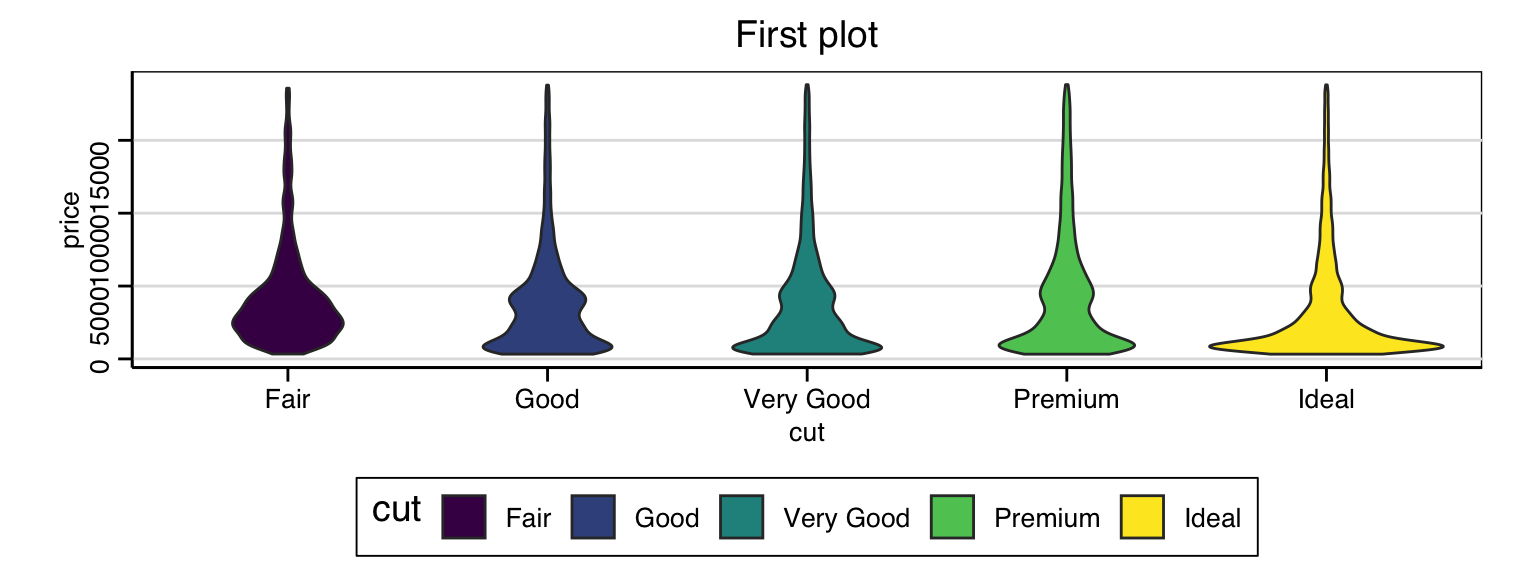 First plot
price
0 5000 10000 15000
Fair Good Very Good Premium Ideal
cut
cut Fair Good Very Good Premium Ideal